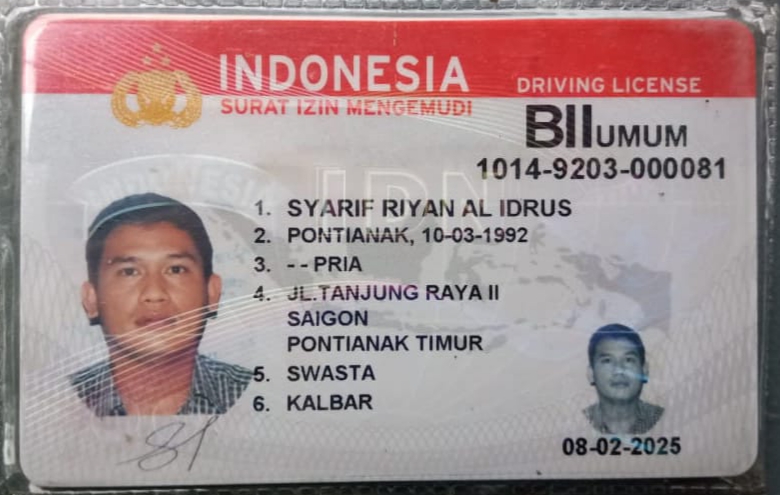 INDONESIA
SURAT IZIN MENGEMUDI
DRIVING LICENSE
BII UMUM
1014-9203-000081
1. SYARIF RIYAN AL IDRUS
2. PONTIANAK, 10-03-1992
3. - - PRIA
4. JL.TANJUNG RAYA II
SAIGON
PONTIANAK TIMUR
5. SWASTA
6. KALBAR
08-02-2025